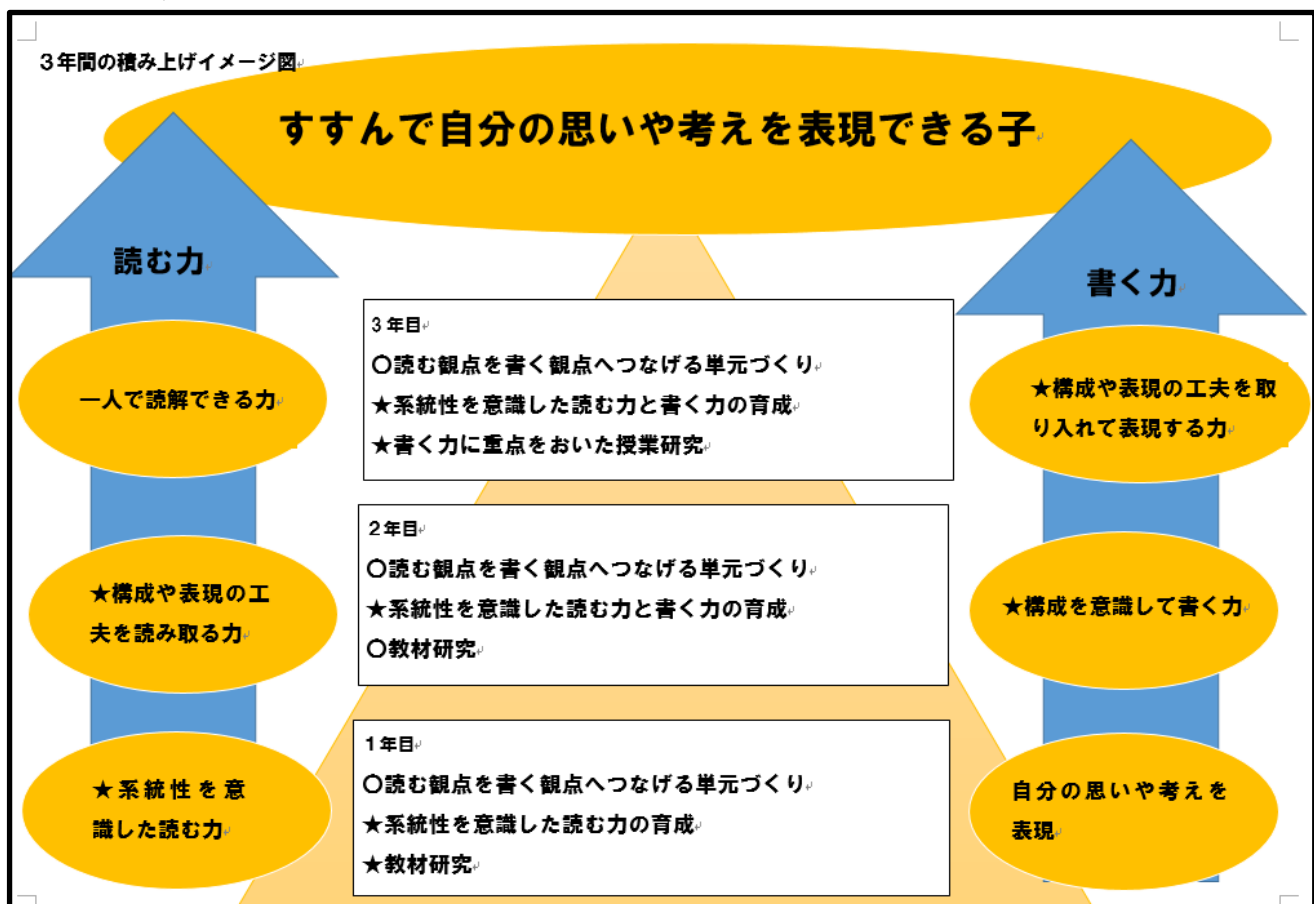 3年間の積み上げイメージ図
すすんで自分の思いや考えを表現できる子
読む力
一人で読解できる力
★構成や表現の工
夫を読み取る力
★系統性を意
識した読む力
3年目
〇読む観点を書く観点へつなげる単元づくり
★系統性を意識した読む力と書く力の育成
★書く力に重点をおいた授業研究
2年目
〇読む観点を書く観点へつなげる単元づくり
★系統性を意識した読む力と書く力の育成
〇教材研究
1年目
〇読む観点を書く観点へつなげる単元づくり
★系統性を意識した読む力の育成
★教材研究
書く力
★構成や表現の工夫を取
り入れて表現する力
★構成を意識して書く力
自分の思いや考えを
表現